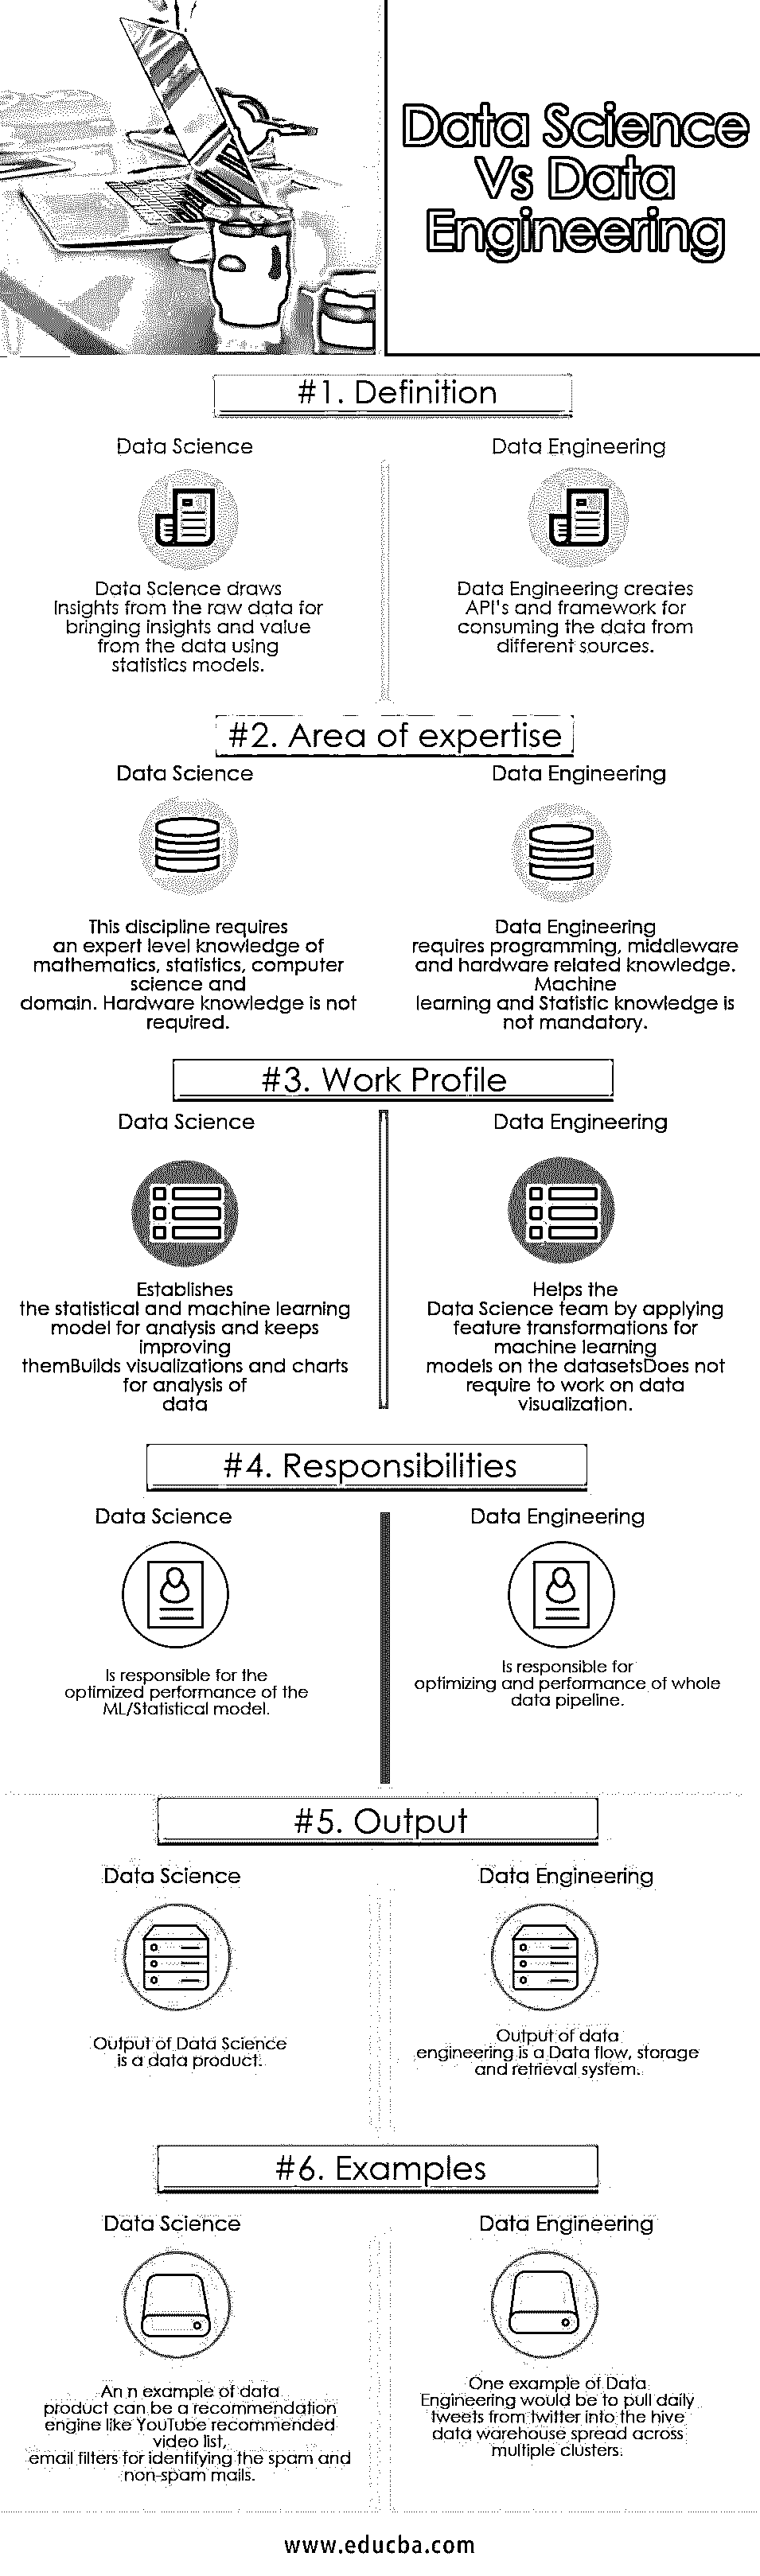 Data Science
Vs Data
Engineering
#1. Definition
Data Science
Data Science draws
Insights from the raw data for
bringing insights and value
from the data using
statistics models.
Data Engineering
Data Engineering creates
API's and framework for
consuming the data from
different sources.
#2. Area of expertise
Data Science
This discipline requires
an expert level knowledge of
mathematics, statistics, computer
science and
domain. Hardware knowledge is not
required.
Data Engineering
Data Engineering
requires programming, middleware
and hardware related knowledge.
Machine
learning and Statistic knowledge is
not mandatory.
#3. Work Profile
Data Science
Establishes
the statistical and machine learning
model for analysis and keeps
improving
themBuilds visualizations and charts
for analysis of
data
Data Engineering
Helps the
Data Science team by applying
feature transformations for
machine learning
models on the datasetsDoes not
require to work on data
visualization.
#4. Responsibilities
Data Science
Is responsible for the
optimized performance of the
ML/Statistical model.
Data Engineering
Is responsible for
optimizing and performance of whole
data pipeline.
#5. Output
Data Science
Output of Data Science
is a data product.
Data Engineering
Output of data
engineering is a Data flow, storage
and retrieval system.
#6. Examples
Data Science
An n example of data
product can be a recommendation
engine like YouTube recommended
video list,
email filters for identifying the spam and
non-spam mails.
Data Engineering
One example of Data
Engineering would be to pull daily
tweets from twitter into the hive
data warehouse spread across
multiple clusters.
www.educba.com